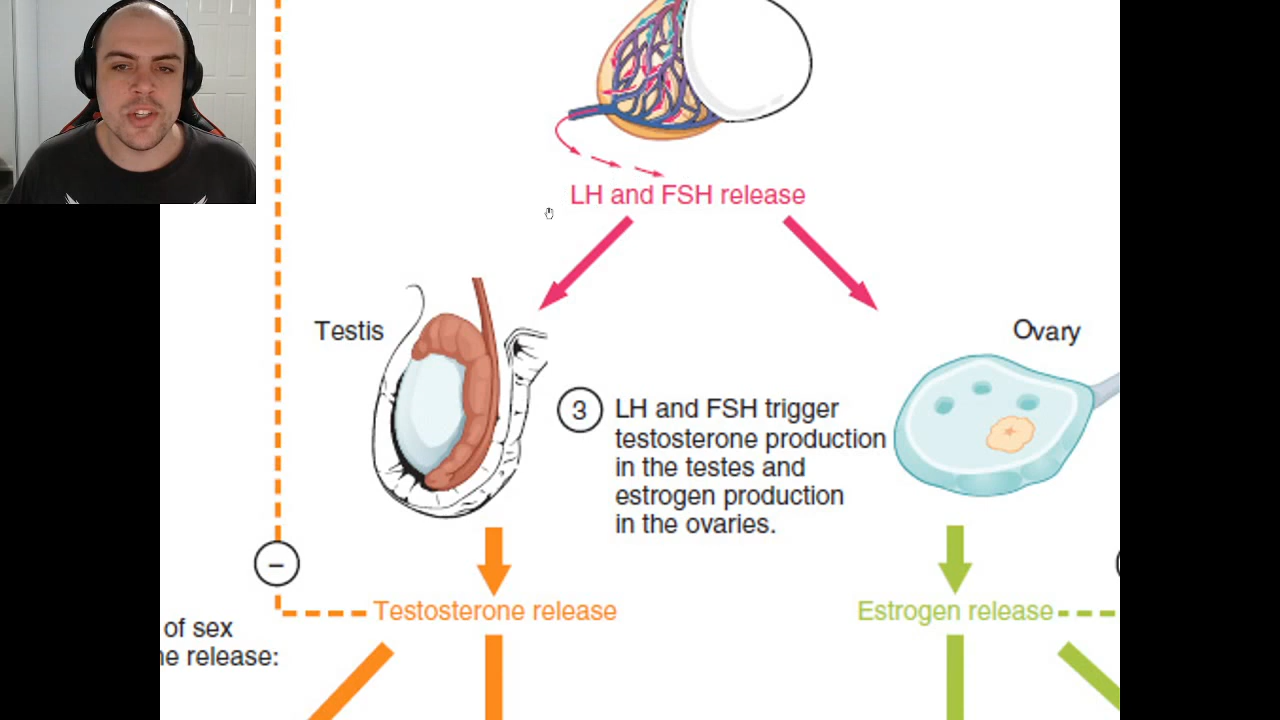 LH and FSH release
Testis
Ovary
3
LH and FSH trigger
testosterone production
in the testes and
estrogen production
in the ovaries.
–
Testosterone release
Estrogen release
of sex
release: